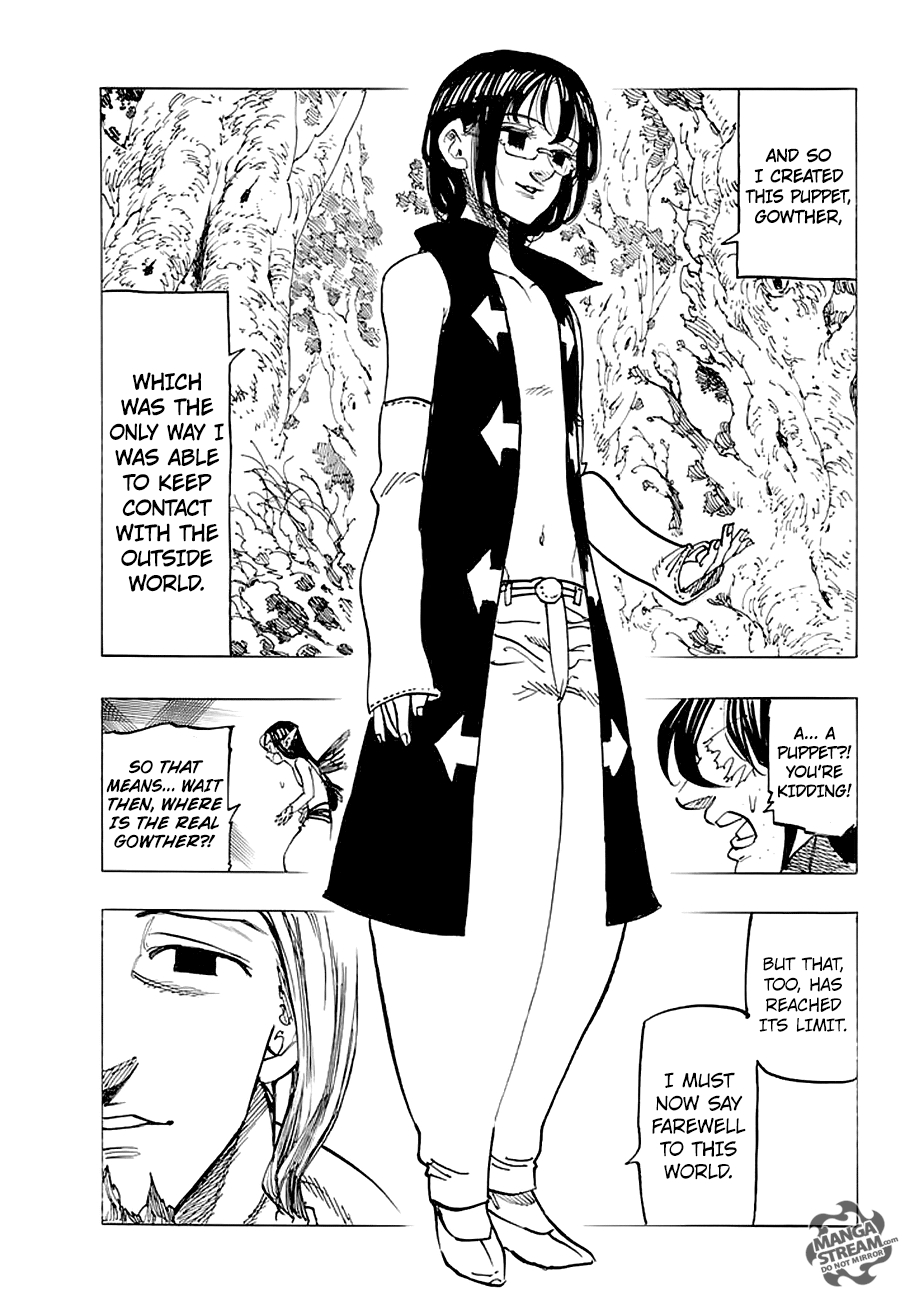 AND SO
I CREATED
THIS PUPPET,
GOWTHER,
WHICH
WAS THE
ONLY WAY I
WAS ABLE
TO KEEP
CONTACT
WITH THE
OUTSIDE
WORLD.
A... A
PUPPET?!
YOU'RE
KIDDING!
SO THAT
MEANS... WAIT
THEN, WHERE
IS THE REAL
GOWTHER?!
BUT THAT,
TOO, HAS
REACHED
ITS LIMIT.
I MUST
NOW SAY
FAREWELL
TO THIS
WORLD.
MANGA
STREAM.com
DO NOT MIRROR